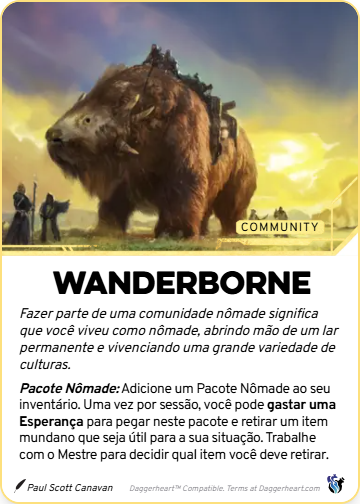 COMMUNITY
WANDERBORNE
Fazer parte de uma comunidade nômade significa
que você viveu como nômade, abrindo mão de um lar
permanente e vivenciando uma grande variedade de
culturas.
Pacote Nômade: Adicione um Pacote Nômade ao seu
inventário. Uma vez por sessão, você pode gastar uma
Esperança para pegar neste pacote e retirar um item
mundano que seja útil para a sua situação. Trabalhe
com o Mestre para decidir qual item você deve retirar.
Paul Scott Canavan
Daggerheart™ Compatible. Terms at Daggerheart.com